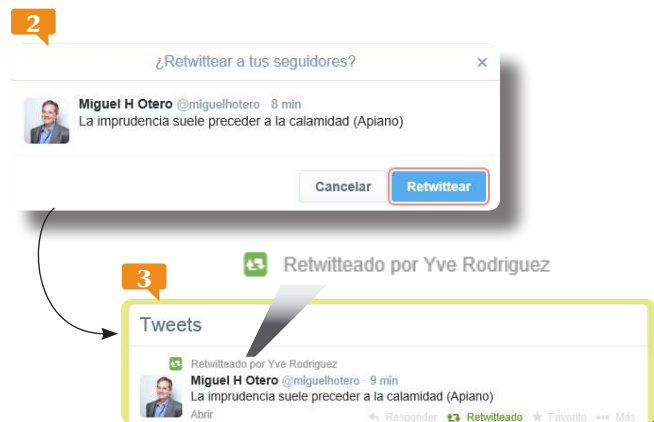 2
¿Retwittear a tus seguidores? ×
Miguel H Otero @miguelhotero · 8 min
La imprudencia suele preceder a la calamidad (Apiano)
Cancelar Retwittear
Retwitteado por Yve Rodriguez
3
Tweets
Retwitteado por Yve Rodriguez
Miguel H Otero @miguelhotero · 9 min
La imprudencia suele preceder a la calamidad (Apiano)
Abrir Responder Retwitteado Favorito Más